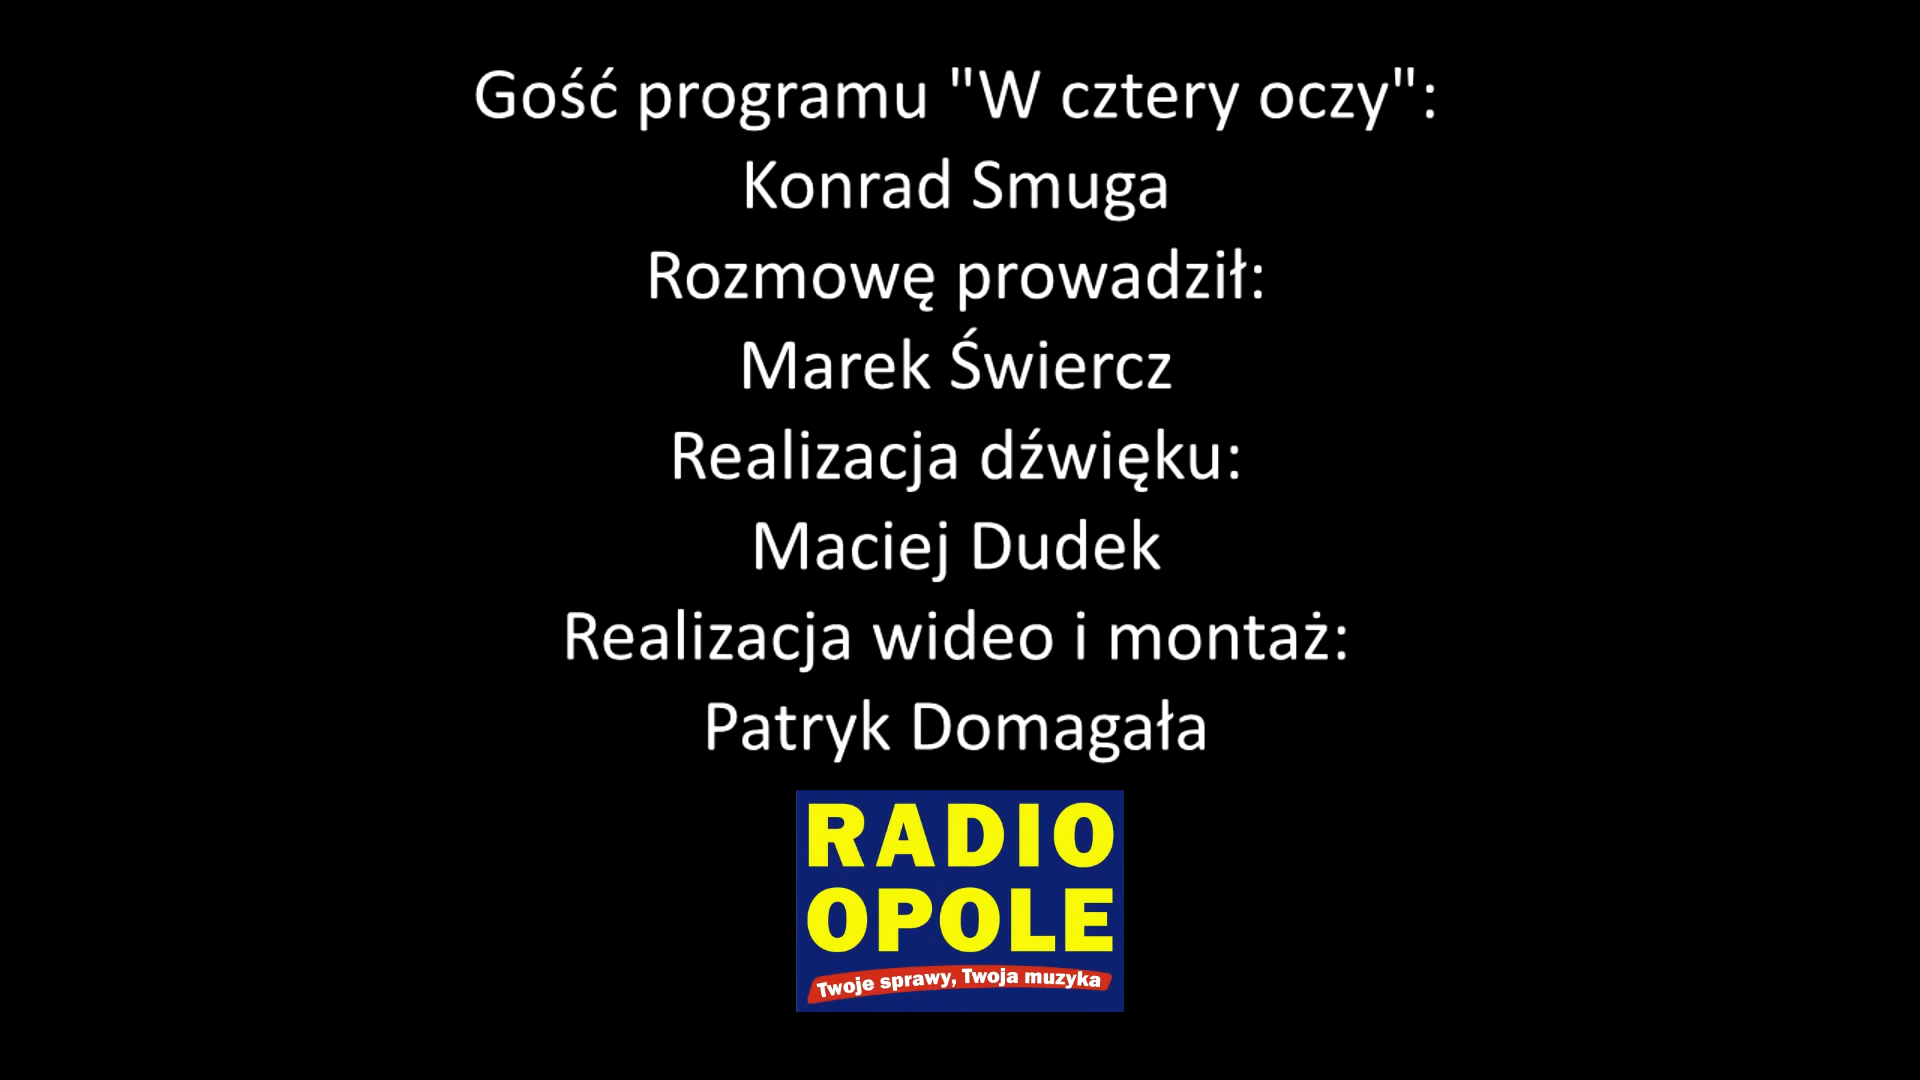 Gość programu "W cztery oczy":
Konrad Smuga
Rozmowę prowadził:
Marek Świercz
Realizacja dźwięku:
Maciej Dudek
Realizacja wideo i montaż:
Patryk Domagała
RADIO
OPOLE
Twoje sprawy, Twoja muzyka